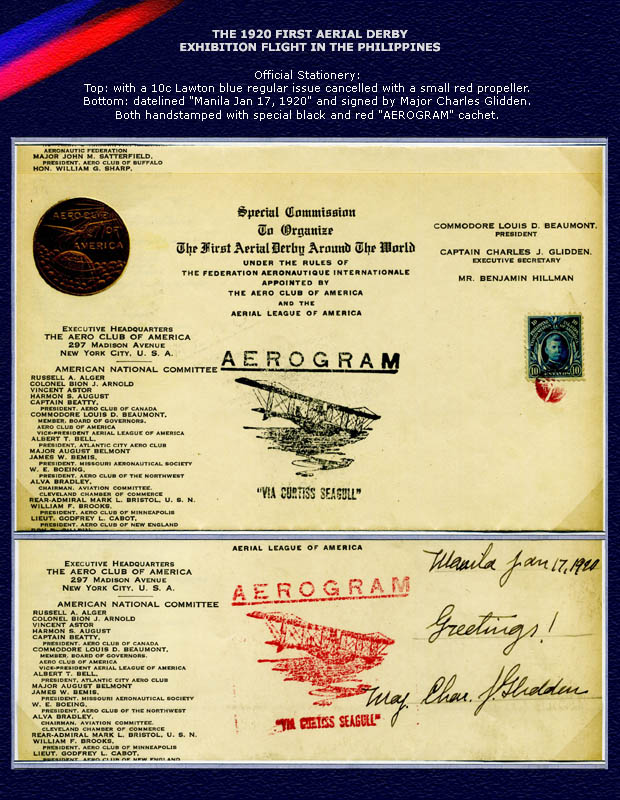 THE 1920 FIRST AERIAL DERBY
EXHIBITION FLIGHT IN THE PHILIPPINES
Official Stationery:
Top: with a 10c Lawton blue regular issue cancelled with a small red propeller.
Bottom: datelined "Manila Jan 17, 1920" and signed by Major Charles Glidden.
Both handstamped with special black and red "AEROGRAM" cachet.
AERONAUTIC FEDERATION
MAJOR JOHN M. SATTERFIELD,
PRESIDENT, AERO CLUB OF BUFFALO
HON. WILLIAM G. SHARP.
AERO CLUB OF
AMERICA
Special Commission
To Organize
The First Aerial Derby Around The World
UNDER THE RULES OF
THE FEDERATION AERONAUTIQUE INTERNATIONALE
APPOINTED BY
THE AERO CLUB OF AMERICA
AND THE
AERIAL LEAGUE OF AMERICA
COMMODORE LOUIS D. BEAUMONT,
PRESIDENT
CAPTAIN CHARLES J. GLIDDEN.
EXECUTIVE SECRETARY
MR. BENJAMIN HILLMAN
EXECUTIVE HEADQUARTERS
THE AERO CLUB OF AMERICA
297 MADISON AVENUE
NEW YORK CITY, U. S. A.
AMERICAN NATIONAL COMMITTEE
RUSSELL A. ALGER
COLONEL BION J. ARNOLD
VINCENT ASTOR
HARMON S. AUGUST
CAPTAIN BEATTY,
PRESIDENT, AERO CLUB OF CANADA
COMMODORE LOUIS D. BEAUMONT,
MEMBER, BOARD OF GOVERNORS,
AERO CLUB OF AMERICA
VICE-PRESIDENT AERIAL LEAGUE OF AMERICA
ALBERT T. BELL,
PRESIDENT, ATLANTIC CITY AERO CLUB
MAJOR AUGUST BELMONT
JAMES W. BEMIS,
PRESIDENT, MISSOURI AERONAUTICAL SOCIETY
W. E. BOEING,
PRESIDENT, AERO CLUB OF THE NORTHWEST
ALVA BRADLEY,
CHAIRMAN, AVIATION COMMITTEE,
CLEVELAND CHAMBER OF COMMERCE
REAR-ADMIRAL MARK L. BRISTOL, U. S. N.
WILLIAM F. BROOKS,
PRESIDENT, AERO CLUB OF MINNEAPOLIS
LIEUT. GODFREY L. CABOT,
PRESIDENT, AERO CLUB OF NEW ENGLAND
AEROGRAM
"VIA CURTISS SEAGULL"
10 CENTAVOS 10
AERIAL LEAGUE OF AMERICA
EXECUTIVE HEADQUARTERS
THE AERO CLUB OF AMERICA
297 MADISON AVENUE
NEW YORK CITY, U. S. A.
AMERICAN NATIONAL COMMITTEE
RUSSELL A. ALGER
COLONEL BION J. ARNOLD
VINCENT ASTOR
HARMON S. AUGUST
CAPTAIN BEATTY,
PRESIDENT, AERO CLUB OF CANADA
COMMODORE LOUIS D. BEAUMONT,
MEMBER, BOARD OF GOVERNORS,
AERO CLUB OF AMERICA
VICE-PRESIDENT AERIAL LEAGUE OF AMERICA
ALBERT T. BELL,
PRESIDENT, ATLANTIC CITY AERO CLUB
MAJOR AUGUST BELMONT
JAMES W. BEMIS,
PRESIDENT, MISSOURI AERONAUTICAL SOCIETY
W. E. BOEING,
PRESIDENT, AERO CLUB OF THE NORTHWEST
ALVA BRADLEY,
CHAIRMAN, AVIATION COMMITTEE,
CLEVELAND CHAMBER OF COMMERCE
REAR-ADMIRAL MARK L. BRISTOL, U. S. N.
WILLIAM F. BROOKS,
PRESIDENT, AERO CLUB OF MINNEAPOLIS
LIEUT. GODFREY L. CABOT,
PRESIDENT, AERO CLUB OF NEW ENGLAND
AEROGRAM
"VIA CURTISS SEAGULL"
Manila Jan 17, 1920
Greetings!
Maj. Chas. J. Glidden